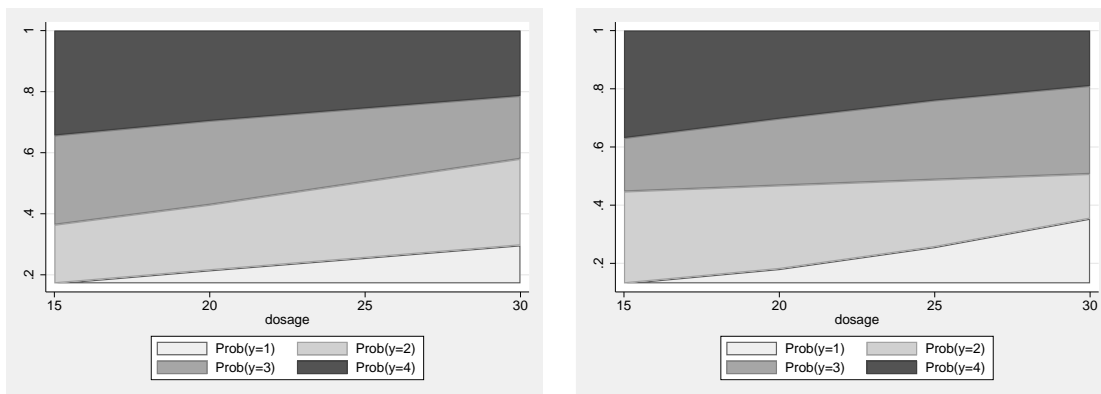 1
.8
.6
.4
.2
15 20 25 30
dosage
Prob(y=1) Prob(y=2)
Prob(y=3) Prob(y=4)
1
.8
.6
.4
.2
15 20 25 30
dosage
Prob(y=1) Prob(y=2)
Prob(y=3) Prob(y=4)